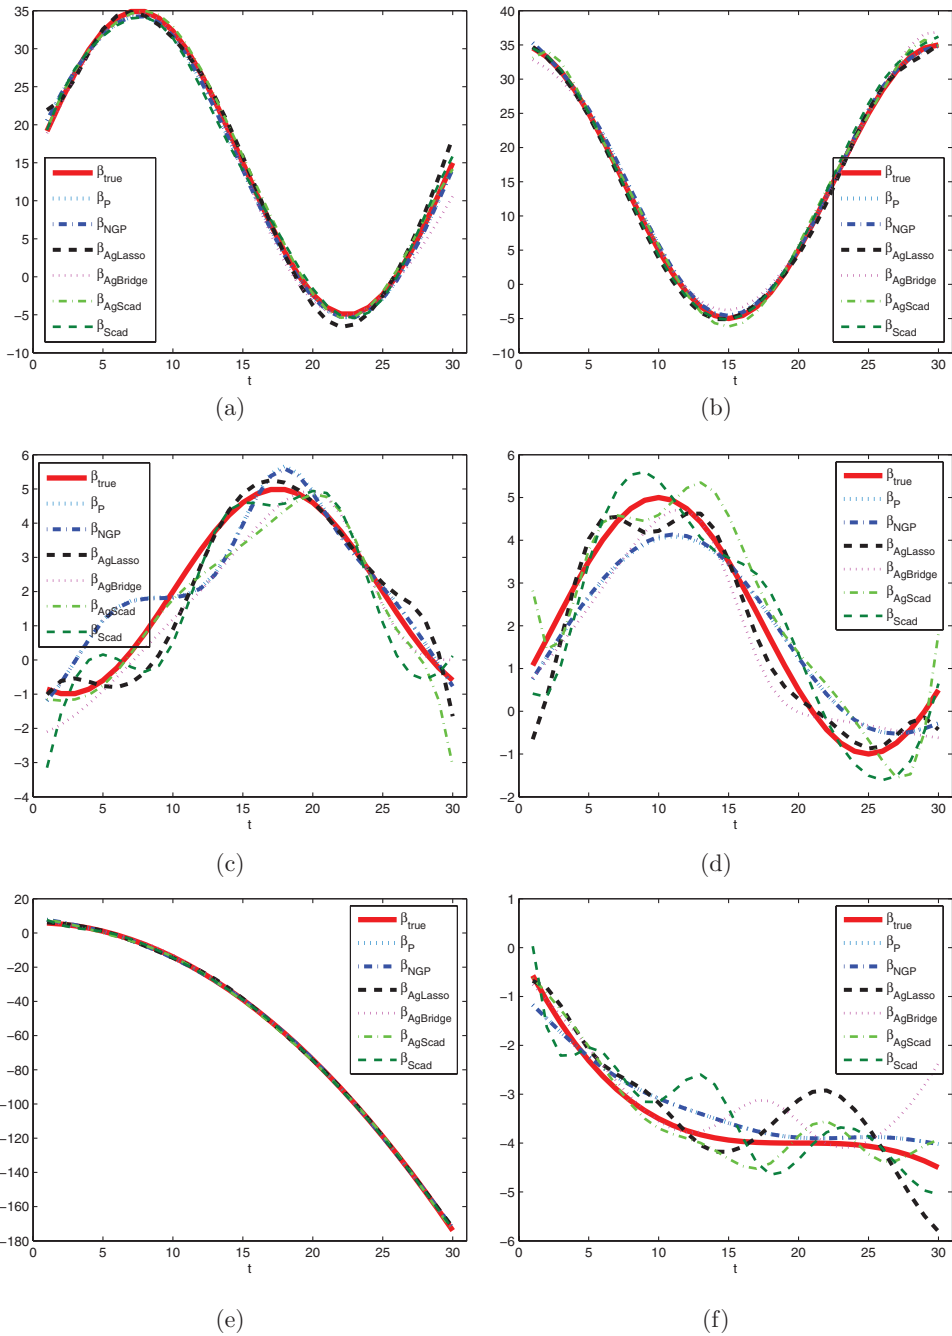 35
30
25
20
15
10
5
0
−5
−10
0 5 10 15 20 25 30
t
β_true
β_P
β_NGP
β_AgLasso
β_AgBridge
β_AgScad
β_Scad
(a)
40
35
30
25
20
15
10
5
0
−5
−10
0 5 10 15 20 25 30
t
β_true
β_P
β_NGP
β_AgLasso
β_AgBridge
β_AgScad
β_Scad
(b)
6
5
4
3
2
1
0
−1
−2
−3
−4
0 5 10 15 20 25 30
t
β_true
β_P
β_NGP
β_AgLasso
β_AgBridge
β_AgScad
β_Scad
(c)
6
5
4
3
2
1
0
−1
−2
0 5 10 15 20 25 30
t
β_true
β_P
β_NGP
β_AgLasso
β_AgBridge
β_AgScad
β_Scad
(d)
20
0
−20
−40
−60
−80
−100
−120
−140
−160
−180
0 5 10 15 20 25 30
t
β_true
β_P
β_NGP
β_AgLasso
β_AgBridge
β_AgScad
β_Scad
(e)
1
0
−1
−2
−3
−4
−5
−6
0 5 10 15 20 25 30
t
β_true
β_P
β_NGP
β_AgLasso
β_AgBridge
β_AgScad
β_Scad
(f)